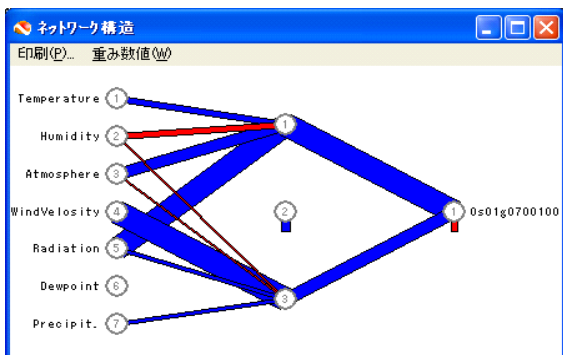 ネットワーク構造
印刷(P)... 重み数値(W)
Temperature 1
Humidity 2
Atmosphere 3
WindVelosity 4
Radiation 5
Dewpoint 6
Precipit. 7
1
2
3
1 Os01g0700100